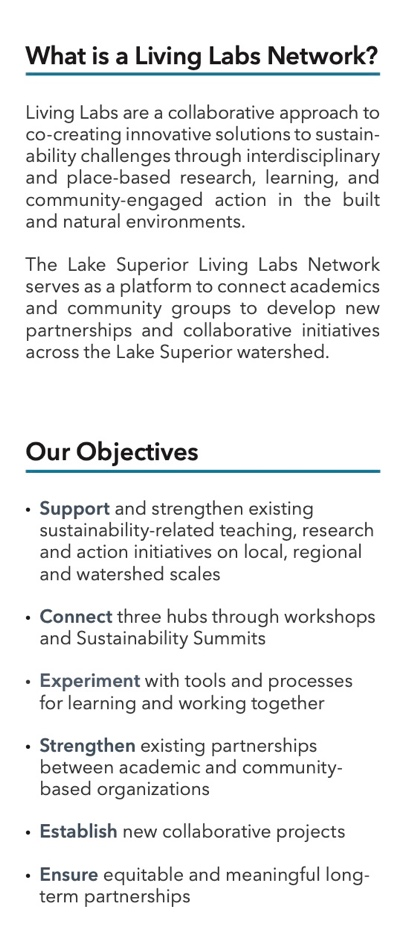 What is a Living Labs Network?
Living Labs are a collaborative approach to
co-creating innovative solutions to sustain-
ability challenges through interdisciplinary
and place-based research, learning, and
community-engaged action in the built
and natural environments.
The Lake Superior Living Labs Network
serves as a platform to connect academics
and community groups to develop new
partnerships and collaborative initiatives
across the Lake Superior watershed.
Our Objectives
• Support and strengthen existing
sustainability-related teaching, research
and action initiatives on local, regional
and watershed scales
• Connect three hubs through workshops
and Sustainability Summits
• Experiment with tools and processes
for learning and working together
• Strengthen existing partnerships
between academic and community-
based organizations
• Establish new collaborative projects
• Ensure equitable and meaningful long-
term partnerships